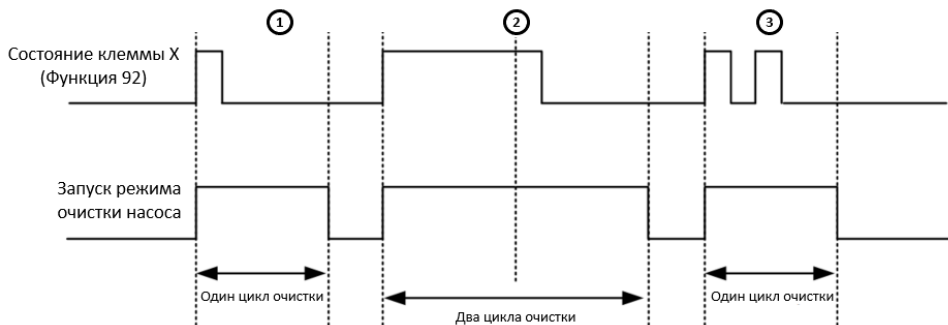 1
2
3
Состояние клеммы X
(Функция 92)
Запуск режима
очистки насоса
Один цикл очистки
Два цикла очистки
Один цикл очистки